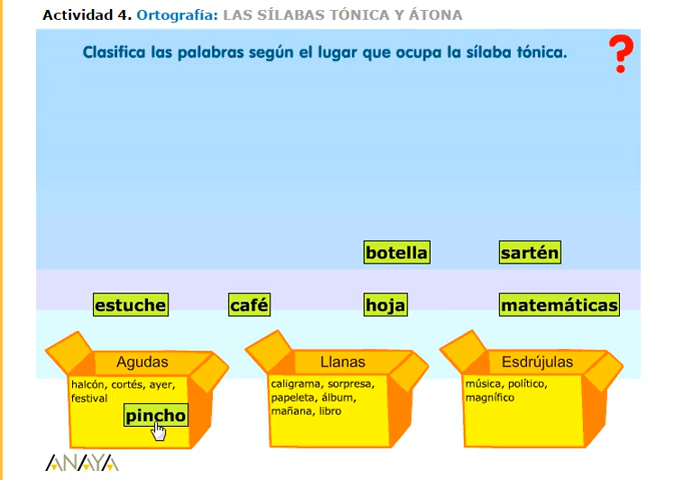 Actividad 4. Ortografía: LAS SÍLABAS TÓNICA Y ÁTONA
Clasifica las palabras según el lugar que ocupa la sílaba tónica.
?
botella
sartén
estuche
café
hoja
matemáticas
Agudas
halcón, cortés, ayer,
festival
pincho
Llanas
caligrama, sorpresa,
papeleta, álbum,
mañana, libro
Esdrújulas
música, político,
magnífico
ANAYA